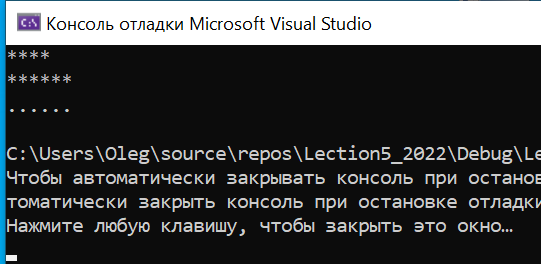 C:\ Консоль отладки Microsoft Visual Studio
****
******
......
C:\Users\Oleg\source\repos\Lection5_2022\Debug\Le
Чтобы автоматически закрывать консоль при останов
томатически закрыть консоль при остановке отладки
Нажмите любую клавишу, чтобы закрыть это окно…